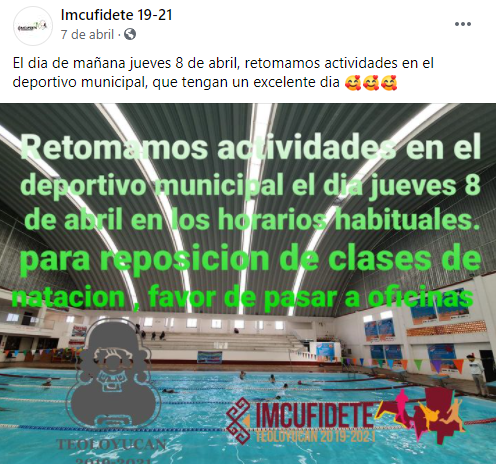 Imcufidete 19-21
7 de abril
El dia de mañana jueves 8 de abril, retomamos actividades en el
deportivo municipal, que tengan un excelente dia 🥰🥰🥰
Retomamos actividades en el
deportivo municipal el dia jueves 8
de abril en los horarios habituales.
para reposicion de clases de
natacion , favor de pasar a oficinas
TEOLOYUCAN
2019-2021
IMCUFIDETE
TEOLOYUCAN 2019-2021